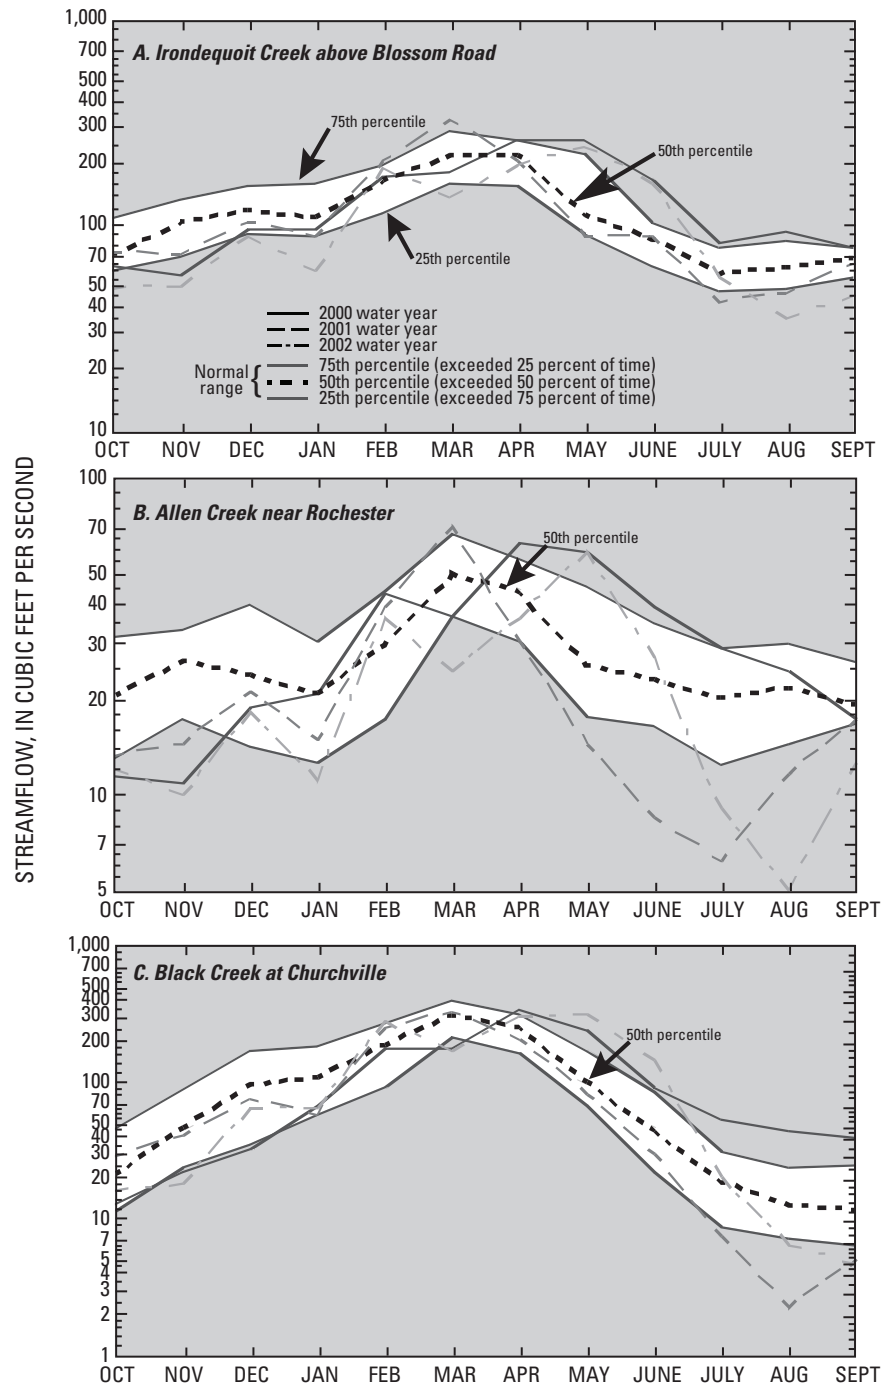 STREAMFLOW, IN CUBIC FEET PER SECOND
A. Irondequoit Creek above Blossom Road
1,000
700
500
400
300
200
100
70
50
40
30
20
10
75th percentile
50th percentile
25th percentile
2000 water year
2001 water year
2002 water year
Normal range { 75th percentile (exceeded 25 percent of time)
50th percentile (exceeded 50 percent of time)
25th percentile (exceeded 75 percent of time)
OCT NOV DEC JAN FEB MAR APR MAY JUNE JULY AUG SEPT
B. Allen Creek near Rochester
100
70
50
40
30
20
10
7
5
50th percentile
OCT NOV DEC JAN FEB MAR APR MAY JUNE JULY AUG SEPT
C. Black Creek at Churchville
1,000
700
500
400
300
200
100
70
50
40
30
20
10
7
5
4
3
2
1
50th percentile
OCT NOV DEC JAN FEB MAR APR MAY JUNE JULY AUG SEPT